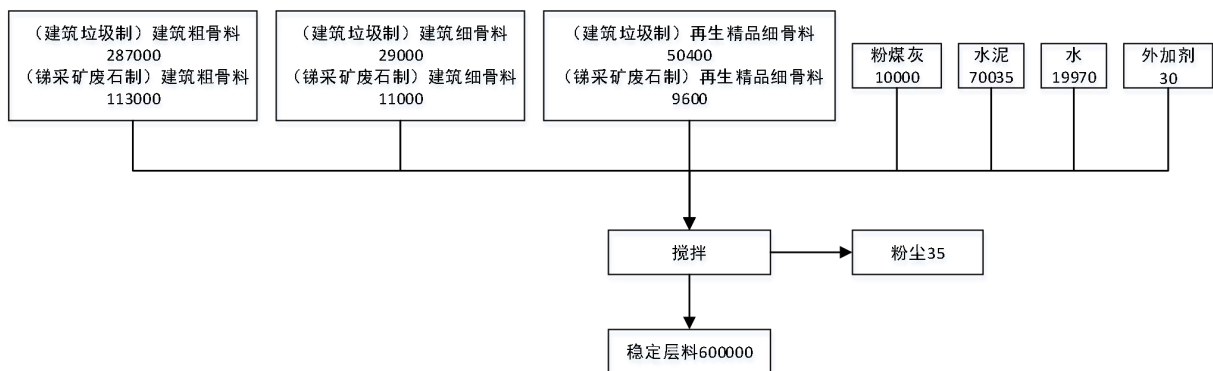 （建筑垃圾制）建筑粗骨料
287000
（锑采矿废石制）建筑粗骨料
113000
（建筑垃圾制）建筑细骨料
29000
（锑采矿废石制）建筑细骨料
11000
（建筑垃圾制）再生精品细骨料
50400
（锑采矿废石制）再生精品细骨料
9600
粉煤灰
10000
水泥
70035
水
19970
外加剂
30
搅拌
粉尘35
稳定层料600000